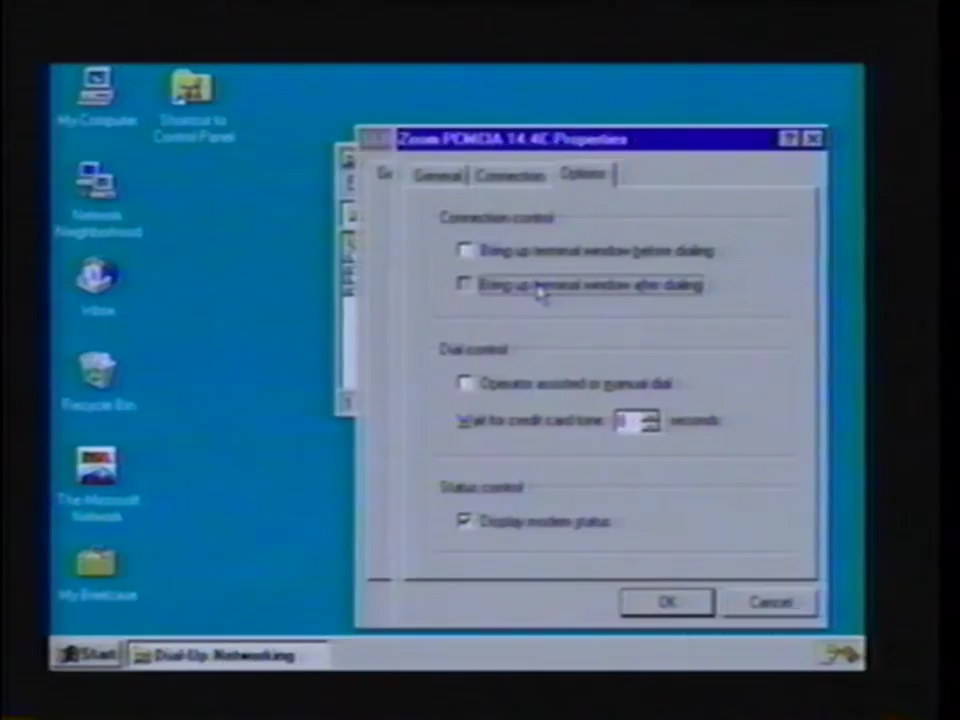 My Computer
Shortcut to
Control Panel
Network
Neighborhood
Inbox
Recycle Bin
The Microsoft
Network
My Briefcase
Zoom PCMCIA 14.4C Properties
Ge
General
Connection
Options
Connection control
Bring up terminal window before dialing
Bring up terminal window after dialing
Dial control
Operator assisted or manual dial
Wait for credit card tone:
8
seconds
Status control
Display modem status
OK
Cancel
Start
Dial-Up Networking